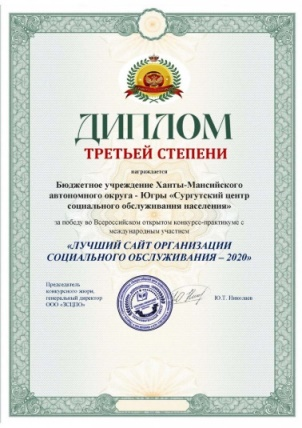 ДИПЛОМ
ТРЕТЬЕЙ СТЕПЕНИ
награждается
Бюджетное учреждение Ханты-Мансийского
автономного округа - Югры «Сургутский центр
социального обслуживания населения»
за победу во Всероссийском открытом конкурсе-практикуме с
международным участием
«ЛУЧШИЙ САЙТ ОРГАНИЗАЦИИ
СОЦИАЛЬНОГО ОБСЛУЖИВАНИЯ – 2020»
Председатель
конкурсного жюри,
генеральный директор
ООО «ЗСЦПО»
Ю.Т. Николаев